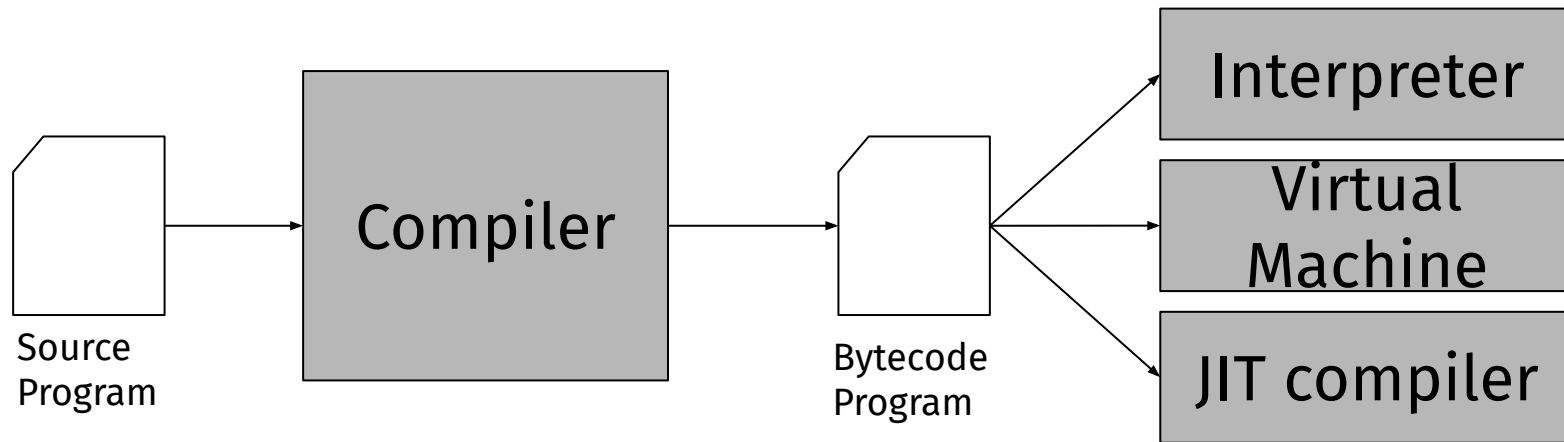 Source
Program
Compiler
Bytecode
Program
Interpreter
Virtual
Machine
JIT compiler